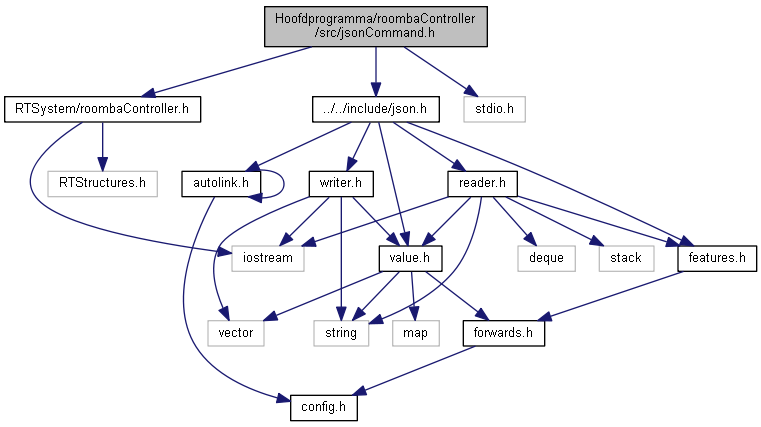 Hoofdprogramma/roombaController
/src/jsonCommand.h
RTSystem/roombaController.h
../../include/json.h
stdio.h
RTStructures.h
autolink.h
writer.h
reader.h
iostream
value.h
deque
stack
features.h
vector
string
map
forwards.h
config.h